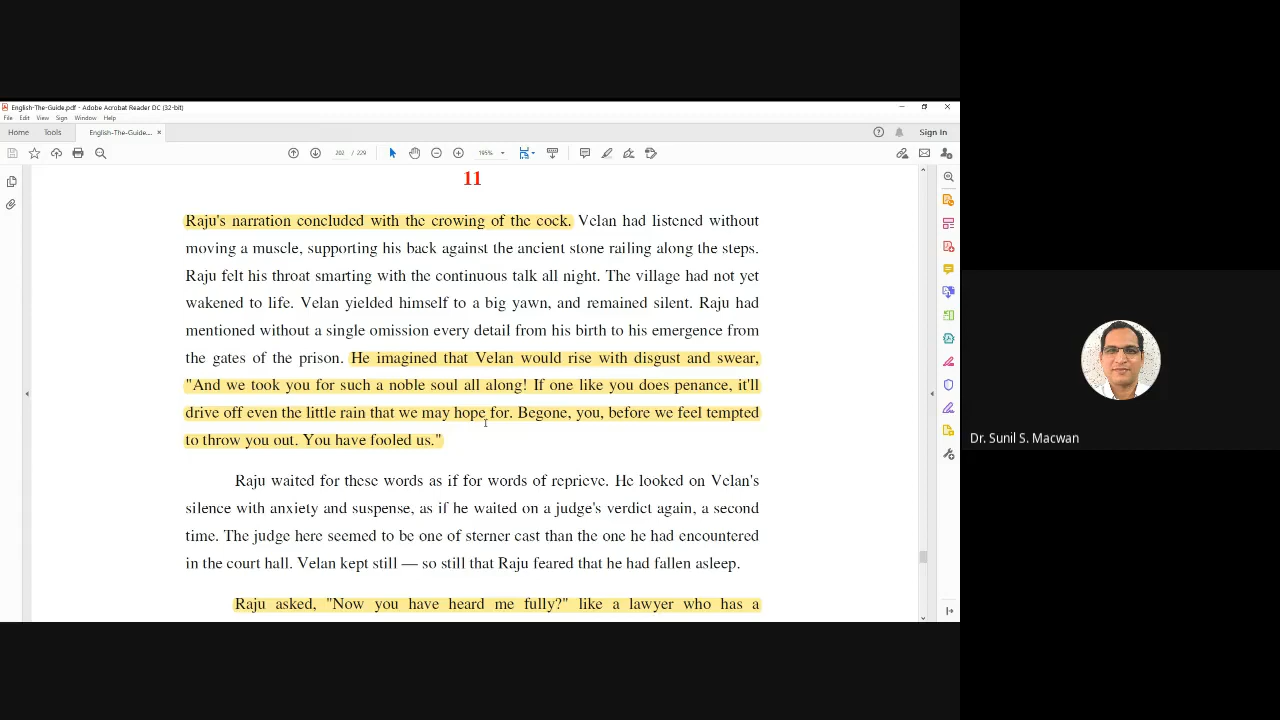 English-The-Guide.pdf - Adobe Acrobat Reader DC (32-bit)
File Edit View Sign Window Help
Home Tools English-The-Guide.... × Sign In
202 / 229 195%
11
Raju's narration concluded with the crowing of the cock. Velan had listened without
moving a muscle, supporting his back against the ancient stone railing along the steps.
Raju felt his throat smarting with the continuous talk all night. The village had not yet
wakened to life. Velan yielded himself to a big yawn, and remained silent. Raju had
mentioned without a single omission every detail from his birth to his emergence from
the gates of the prison. He imagined that Velan would rise with disgust and swear,
"And we took you for such a noble soul all along! If one like you does penance, it'll
drive off even the little rain that we may hope for. Begone, you, before we feel tempted
to throw you out. You have fooled us."
Raju waited for these words as if for words of reprieve. He looked on Velan's
silence with anxiety and suspense, as if he waited on a judge's verdict again, a second
time. The judge here seemed to be one of sterner cast than the one he had encountered
in the court hall. Velan kept still — so still that Raju feared that he had fallen asleep.
Raju asked, "Now you have heard me fully?" like a lawyer who has a
Dr. Sunil S. Macwan